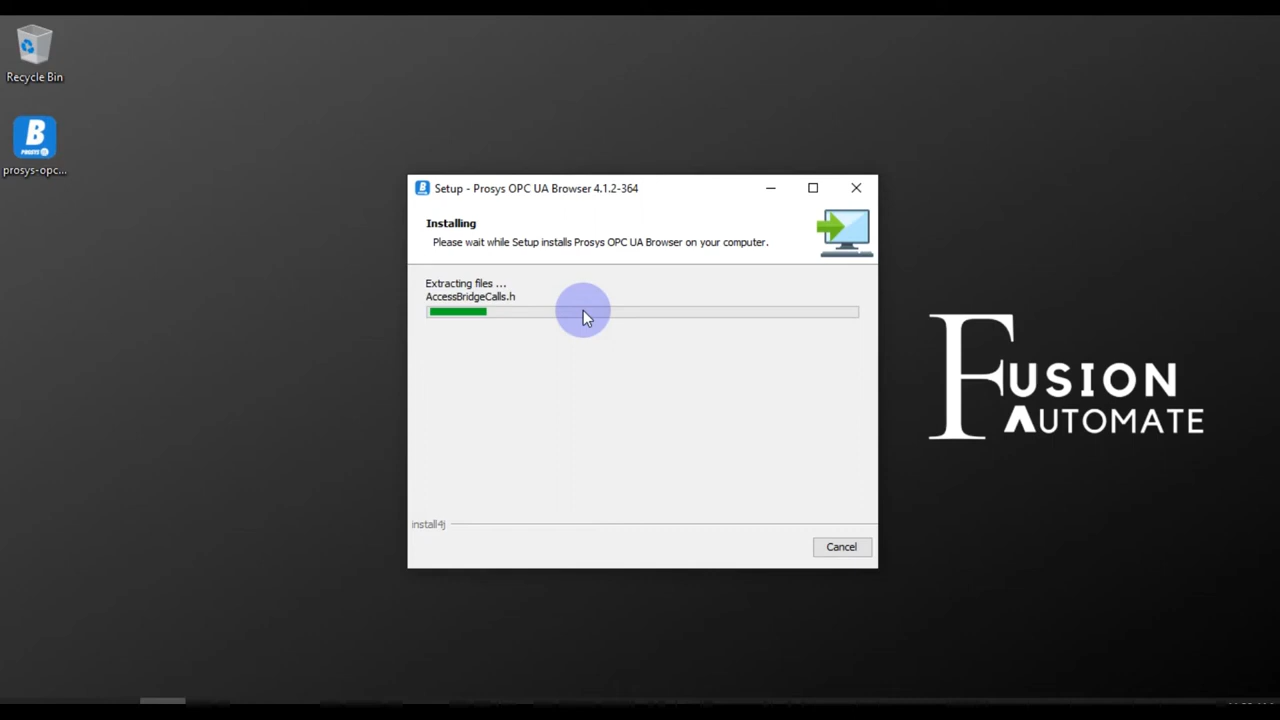 Recycle Bin
B
PROSYS
prosys-opc...
B
Setup - Prosys OPC UA Browser 4.1.2-364
Installing
Please wait while Setup installs Prosys OPC UA Browser on your computer.
Extracting files ...
AccessBridgeCalls.h
install4j
Cancel
FUSION
AUTOMATE